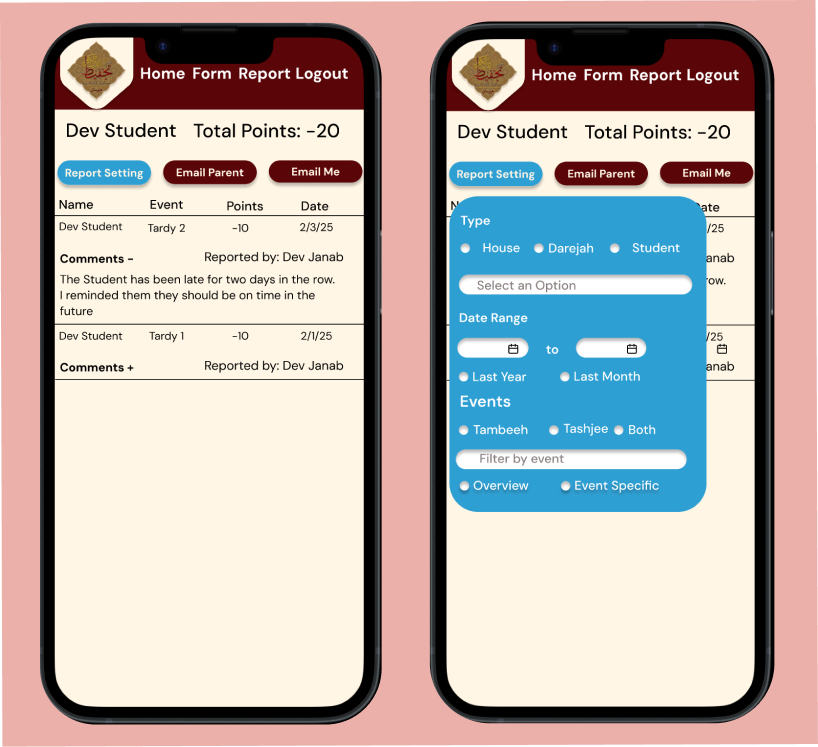 Home Form Report Logout
Dev Student Total Points: -20
Report Setting Email Parent Email Me
Name Event Points Date
Dev Student Tardy 2 -10 2/3/25
Comments - Reported by: Dev Janab
The Student has been late for two days in the row.
I reminded them they should be on time in the
future
Dev Student Tardy 1 -10 2/1/25
Comments + Reported by: Dev Janab
Home Form Report Logout
Dev Student Total Points: -20
Report Setting Email Parent Email Me
N ate
Type
/25
House Darejah Student
anab
row.
Select an Option
Date Range
/25
to
anab
Last Year Last Month
Events
Tambeeh Tashjee Both
Filter by event
Overview Event Specific